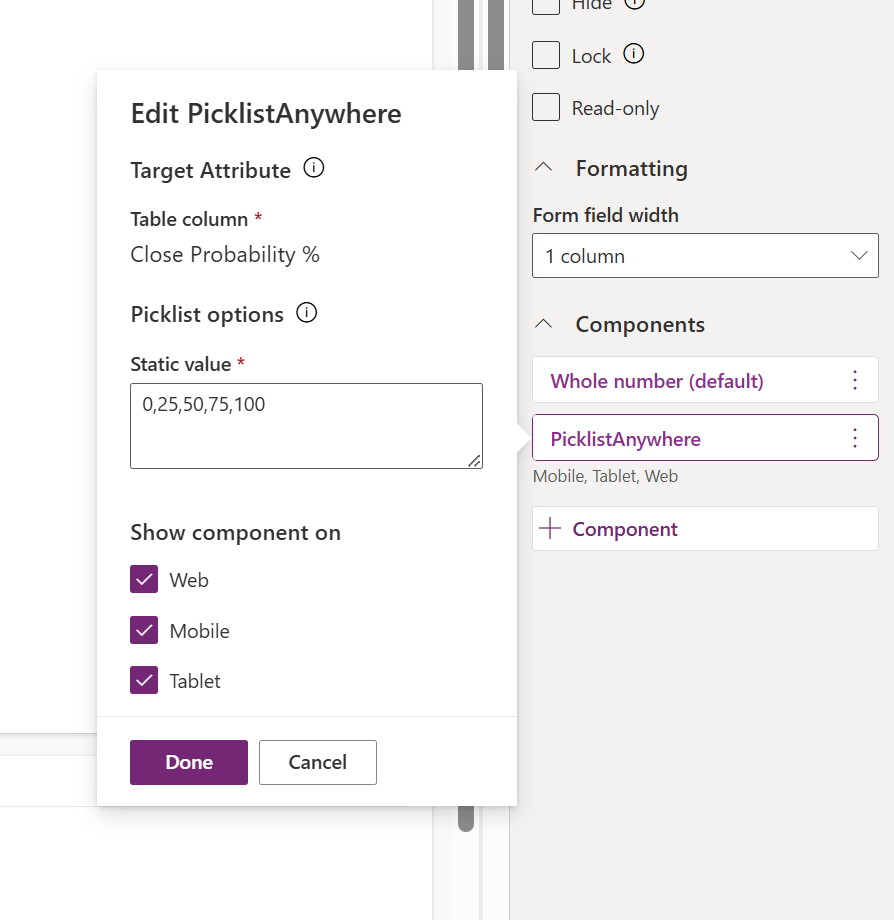 Hide
Lock
Read-only
Formatting
Form field width
1 column
Components
Whole number (default)
PicklistAnywhere
Mobile, Tablet, Web
Component
Edit PicklistAnywhere
Target Attribute
Table column *
Close Probability %
Picklist options
Static value *
0,25,50,75,100
Show component on
Web
Mobile
Tablet
Done
Cancel